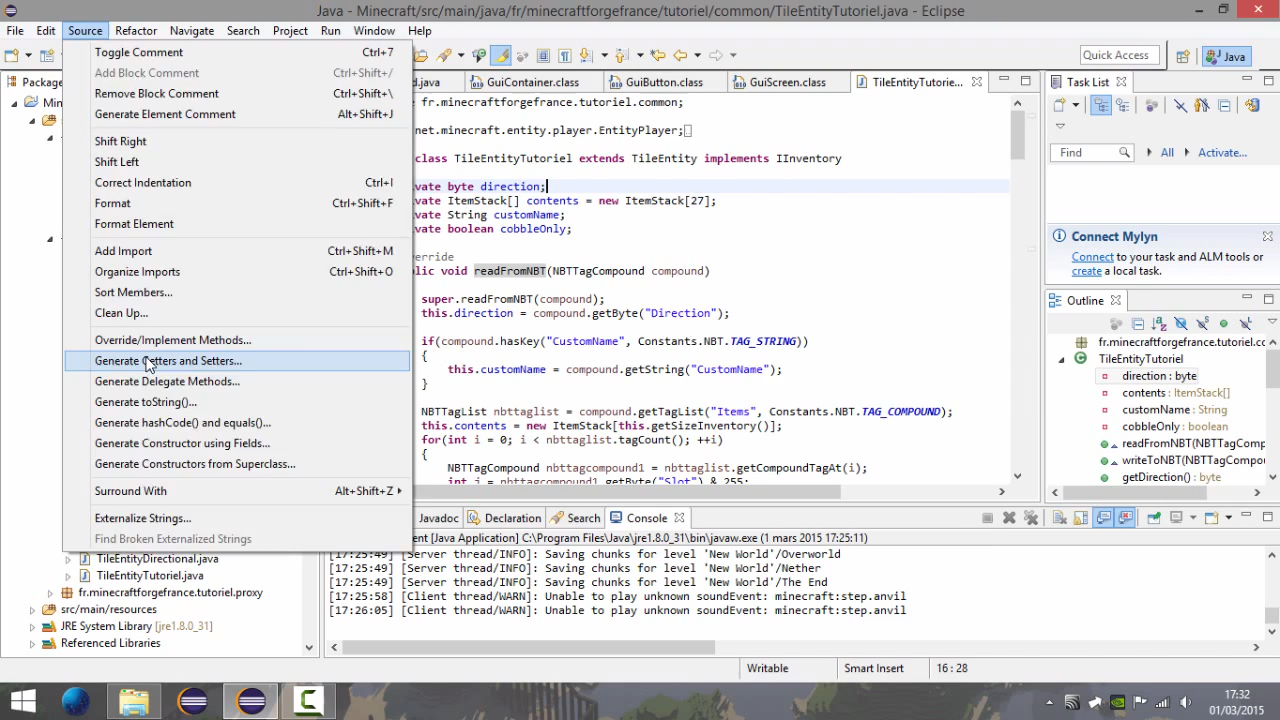 Java - Minecraft/src/main/java/fr/minecraftforgefrance/tutoriel/common/TileEntityTutoriel.java - Eclipse
File Edit Source Refactor Navigate Search Project Run Window Help
Quick Access Java
Toggle Comment Ctrl+7
Add Block Comment Ctrl+Shift+/
Remove Block Comment Ctrl+Shift+\
Generate Element Comment Alt+Shift+J
Shift Right
Shift Left
Correct Indentation Ctrl+I
Format Ctrl+Shift+F
Format Element
Add Import Ctrl+Shift+M
Organize Imports Ctrl+Shift+O
Sort Members...
Clean Up...
Override/Implement Methods...
Generate Getters and Setters...
Generate Delegate Methods...
Generate toString()...
Generate hashCode() and equals()...
Generate Constructor using Fields...
Generate Constructors from Superclass...
Surround With Alt+Shift+Z
Externalize Strings...
Find Broken Externalized Strings
Packa
Min
TileEntityDirectional.java
TileEntityTutoriel.java
fr.minecraftforgefrance.tutoriel.proxy
src/main/resources
JRE System Library [jre1.8.0_31]
Referenced Libraries
d.java GuiContainer.class GuiButton.class GuiScreen.class TileEntityTutorie...
e fr.minecraftforgefrance.tutoriel.common;
net.minecraft.entity.player.EntityPlayer;
class TileEntityTutoriel extends TileEntity implements IInventory
vate byte direction;
vate ItemStack[] contents = new ItemStack[27];
vate String customName;
vate boolean cobbleOnly;
erride
lic void readFromNBT(NBTTagCompound compound)
super.readFromNBT(compound);
this.direction = compound.getByte("Direction");
if(compound.hasKey("CustomName", Constants.NBT.TAG_STRING))
{
this.customName = compound.getString("CustomName");
}
NBTTagList nbttaglist = compound.getTagList("Items", Constants.NBT.TAG_COMPOUND);
this.contents = new ItemStack[this.getSizeInventory()];
for(int i = 0; i < nbttaglist.tagCount(); ++i)
{
NBTTagCompound nbttagcompound1 = nbttaglist.getCompoundTagAt(i);
int j = nbttagcompound1.getByte("Slot") & 255;
Task List
Find All Activate...
Connect Mylyn
Connect to your task and ALM tools or
create a local task.
Outline
fr.minecraftforgefrance.tutoriel.cc
TileEntityTutoriel
direction : byte
contents : ItemStack[]
customName : String
cobbleOnly : boolean
readFromNBT(NBTTagComp
writeToNBT(NBTTagCompou
getDirection() : byte
Javadoc Declaration Search Console
ent [Java Application] C:\Program Files\Java\jre1.8.0_31\bin\javaw.exe (1 mars 2015 17:25:11)
[17:25:49] [Server thread/INFO]: Saving chunks for level 'New World'/Overworld
[17:25:49] [Server thread/INFO]: Saving chunks for level 'New World'/Nether
[17:25:49] [Server thread/INFO]: Saving chunks for level 'New World'/The End
[17:25:58] [Client thread/WARN]: Unable to play unknown soundEvent: minecraft:step.anvil
[17:26:05] [Client thread/WARN]: Unable to play unknown soundEvent: minecraft:step.anvil
Writable Smart Insert 16 : 28
17:32
01/03/2015